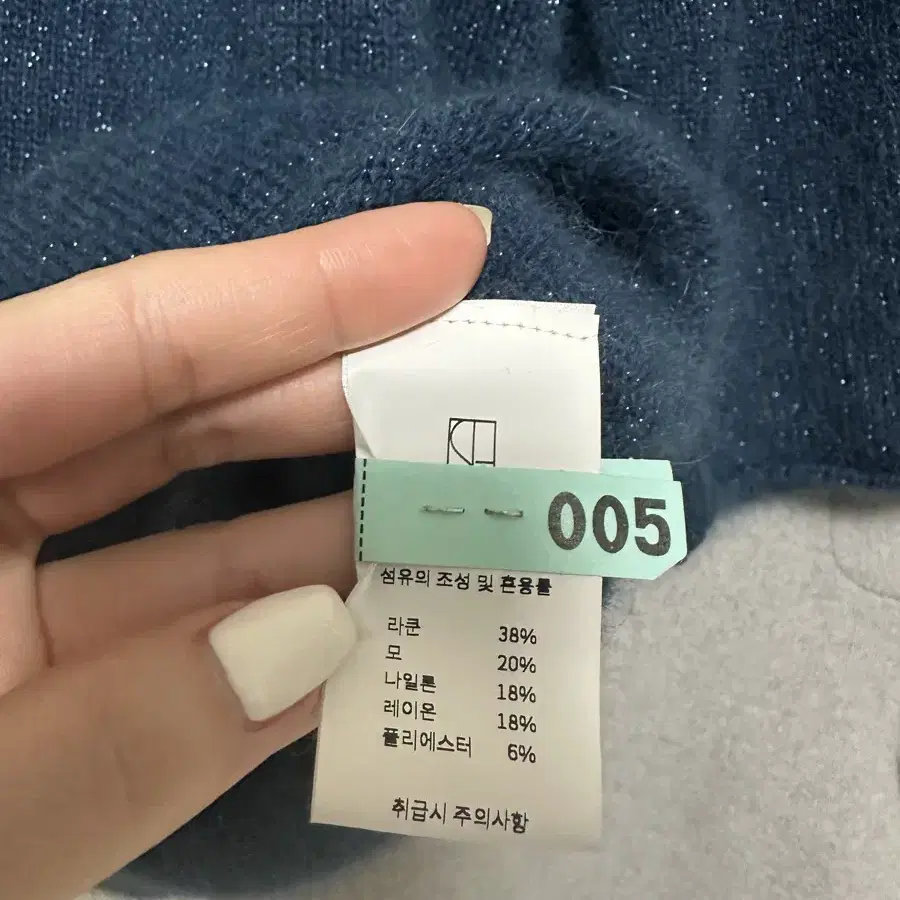 005
섬유의 조성 및 혼용률
라쿤 38%
모 20%
나일론 18%
레이온 18%
폴리에스터 6%
취급시 주의사항